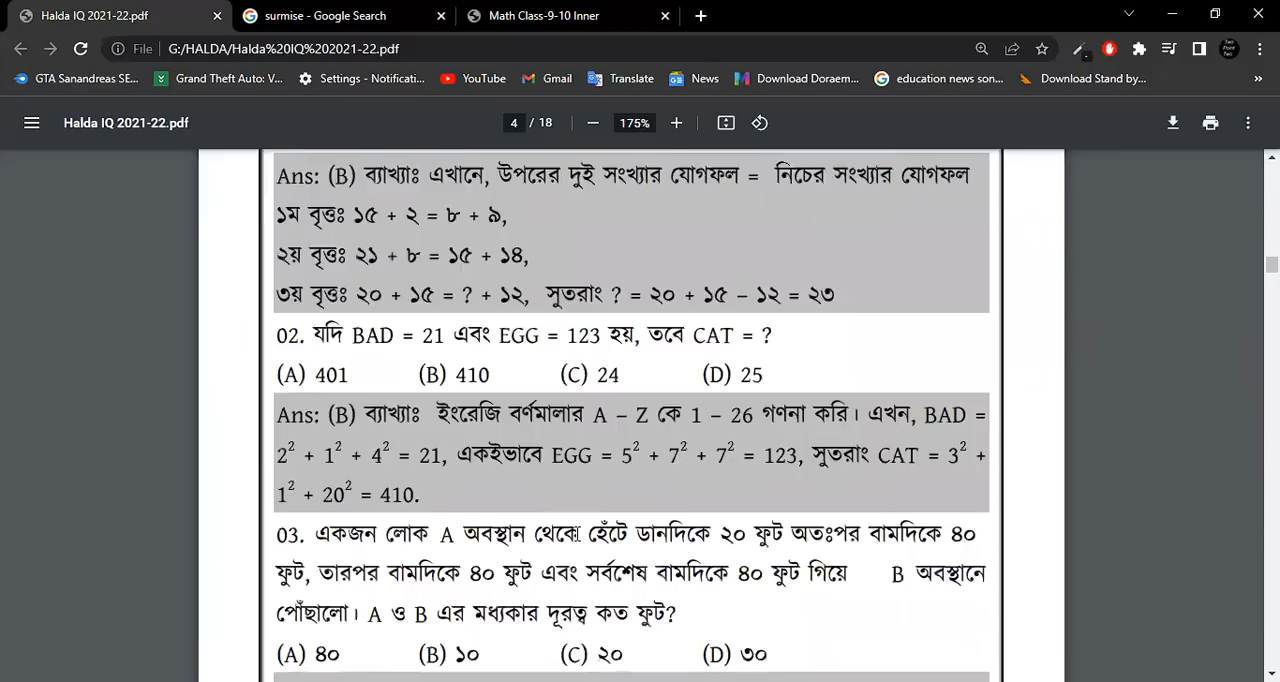 Halda IQ 2021-22.pdf
surmise - Google Search
Math Class-9-10 Inner
File G:/HALDA/Halda%20IQ%202021-22.pdf
GTA Sanandreas SE...
Grand Theft Auto: V...
Settings - Notificati...
YouTube
Gmail
Translate
News
Download Doraem...
education news son...
Download Stand by...
Halda IQ 2021-22.pdf
4 / 18
175%
Ans: (B) ব্যাখ্যাঃ এখানে, উপরের দুই সংখ্যার যোগফল = নিচের সংখ্যার যোগফল
১ম বৃত্তঃ ১৫ + ২ = ৮ + ৯,
২য় বৃত্তঃ ২১ + ৮ = ১৫ + ১৪,
৩য় বৃত্তঃ ২০ + ১৫ = ? + ১২, সুতরাং ? = ২০ + ১৫ – ১২ = ২৩
02. যদি BAD = 21 এবং EGG = 123 হয়, তবে CAT = ?
(A) 401 (B) 410 (C) 24 (D) 25
Ans: (B) ব্যাখ্যাঃ ইংরেজি বর্ণমালার A – Z কে 1 – 26 গণনা করি। এখন, BAD =
2² + 1² + 4² = 21, একইভাবে EGG = 5² + 7² + 7² = 123, সুতরাং CAT = 3² +
1² + 20² = 410.
03. একজন লোক A অবস্থান থেকে হেঁটে ডানদিকে ২০ ফুট অতঃপর বামদিকে ৪০
ফুট, তারপর বামদিকে ৪০ ফুট এবং সর্বশেষ বামদিকে ৪০ ফুট গিয়ে B অবস্থানে
পৌঁছালো। A ও B এর মধ্যকার দূরত্ব কত ফুট?
(A) ৪০ (B) ১০ (C) ২০ (D) ৩০